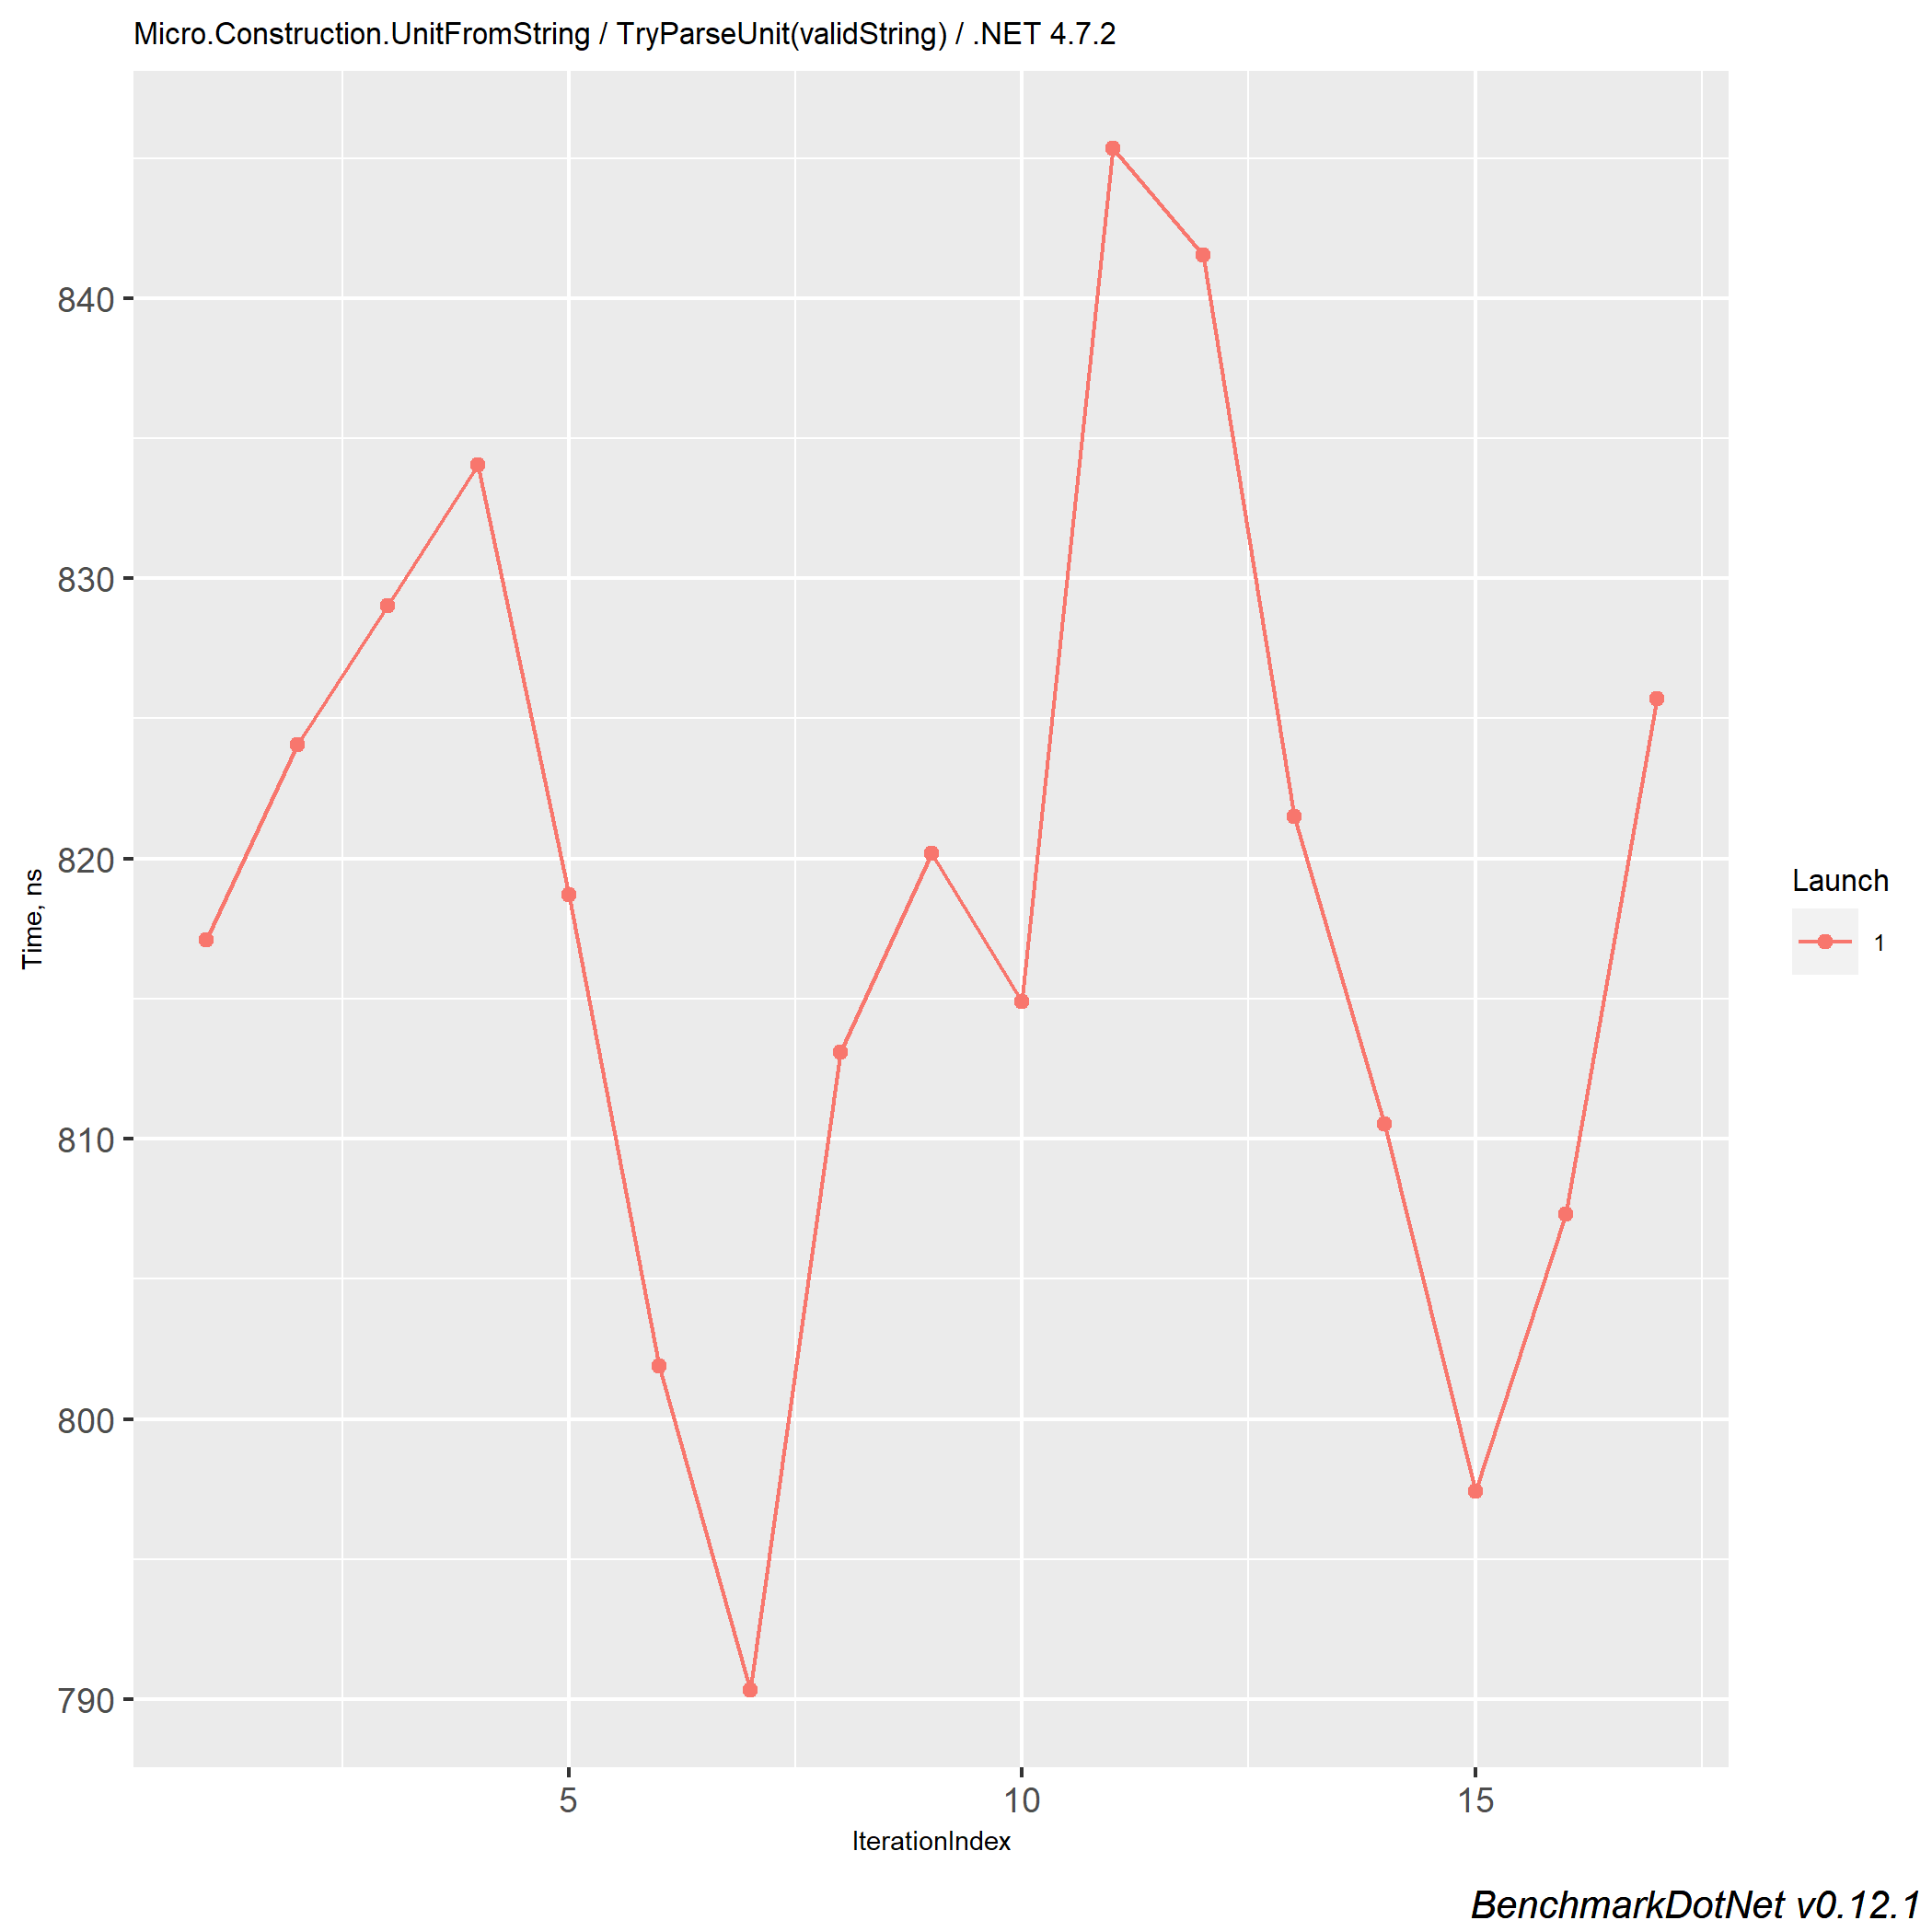 Micro.Construction.UnitFromString / TryParseUnit(validString) / .NET 4.7.2
840
830
820
810
800
790
Time, ns
5 10 15
IterationIndex
Launch
1
BenchmarkDotNet v0.12.1